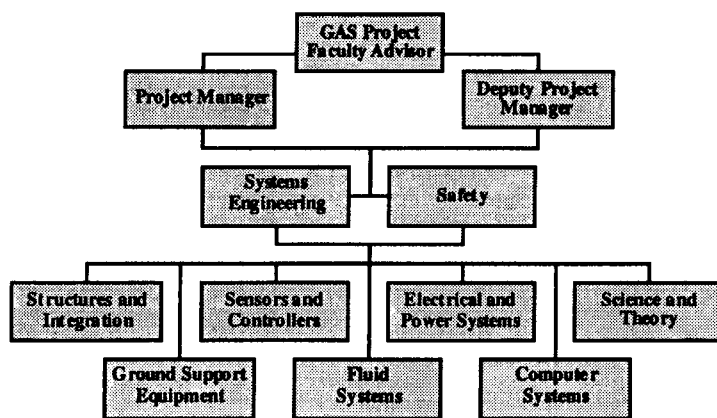 GAS Project
Faculty Advisor
Project Manager
Deputy Project
Manager
Systems
Engineering
Safety
Structures and
Integration
Sensors and
Controllers
Electrical and
Power Systems
Science and
Theory
Ground Support
Equipment
Fluid
Systems
Computer
Systems